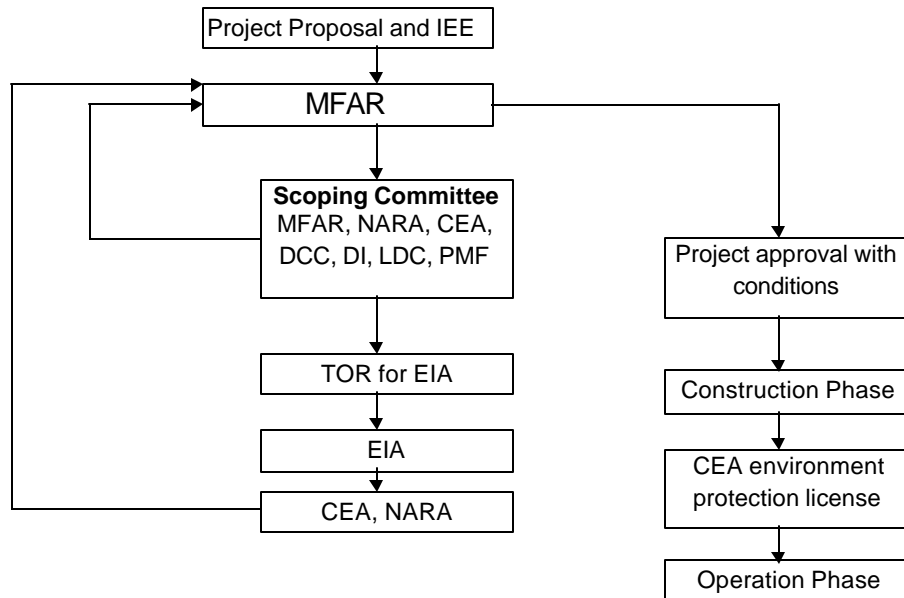 Project Proposal and IEE
MFAR
Scoping Committee
MFAR, NARA, CEA,
DCC, DI, LDC, PMF
TOR for EIA
EIA
CEA, NARA
Project approval with
conditions
Construction Phase
CEA environment
protection license
Operation Phase